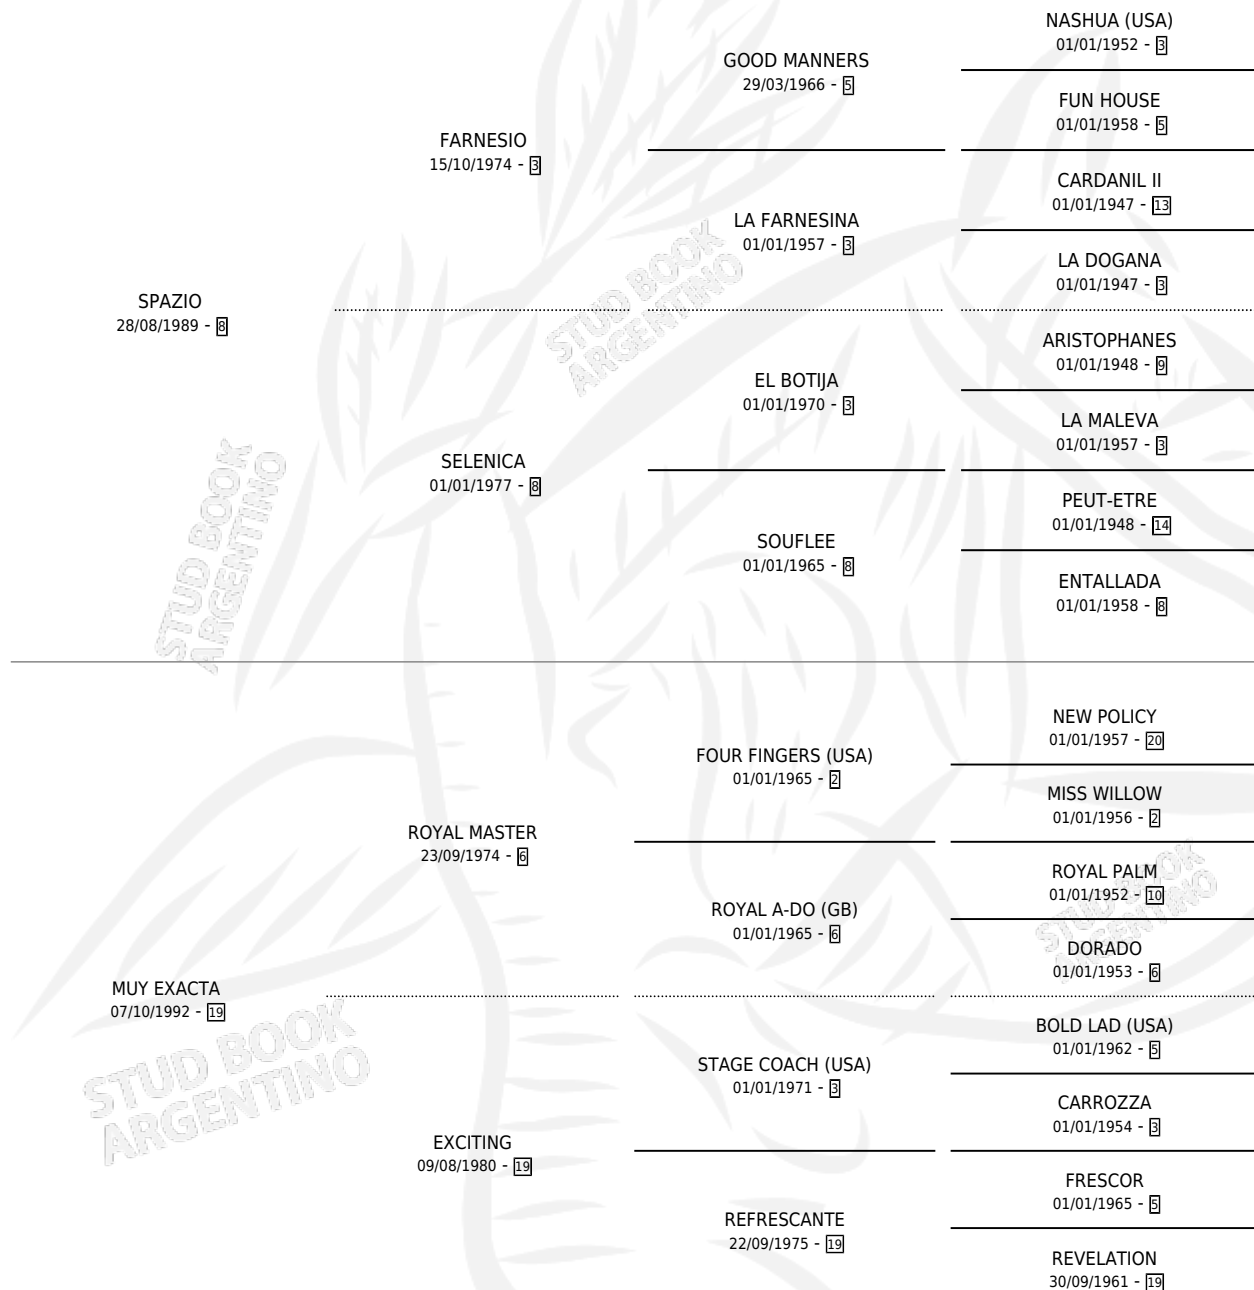 SPAZIO
28/08/1989 - 8
FARNESIO
15/10/1974 - 3
SELENICA
01/01/1977 - 8
GOOD MANNERS
29/03/1966 - 5
LA FARNESINA
01/01/1957 - 3
EL BOTIJA
01/01/1970 - 3
SOUFLEE
01/01/1965 - 8
NASHUA (USA)
01/01/1952 - 3
FUN HOUSE
01/01/1958 - 5
CARDANIL II
01/01/1947 - 13
LA DOGANA
01/01/1947 - 3
ARISTOPHANES
01/01/1948 - 9
LA MALEVA
01/01/1957 - 3
PEUT-ETRE
01/01/1948 - 14
ENTALLADA
01/01/1958 - 8
MUY EXACTA
07/10/1992 - 19
ROYAL MASTER
23/09/1974 - 6
EXCITING
09/08/1980 - 19
FOUR FINGERS (USA)
01/01/1965 - 2
ROYAL A-DO (GB)
01/01/1965 - 6
STAGE COACH (USA)
01/01/1971 - 3
REFRESCANTE
22/09/1975 - 19
NEW POLICY
01/01/1957 - 20
MISS WILLOW
01/01/1956 - 2
ROYAL PALM
01/01/1952 - 10
DORADO
01/01/1953 - 6
BOLD LAD (USA)
01/01/1962 - 5
CARROZZA
01/01/1954 - 3
FRESCOR
01/01/1965 - 5
REVELATION
30/09/1961 - 19
STUD BOOK
ARGENTINO
STUD BOOK
ARGENTINO
STUD BOOK
ARGENTINO
STUD BOOK
ARGENTINO